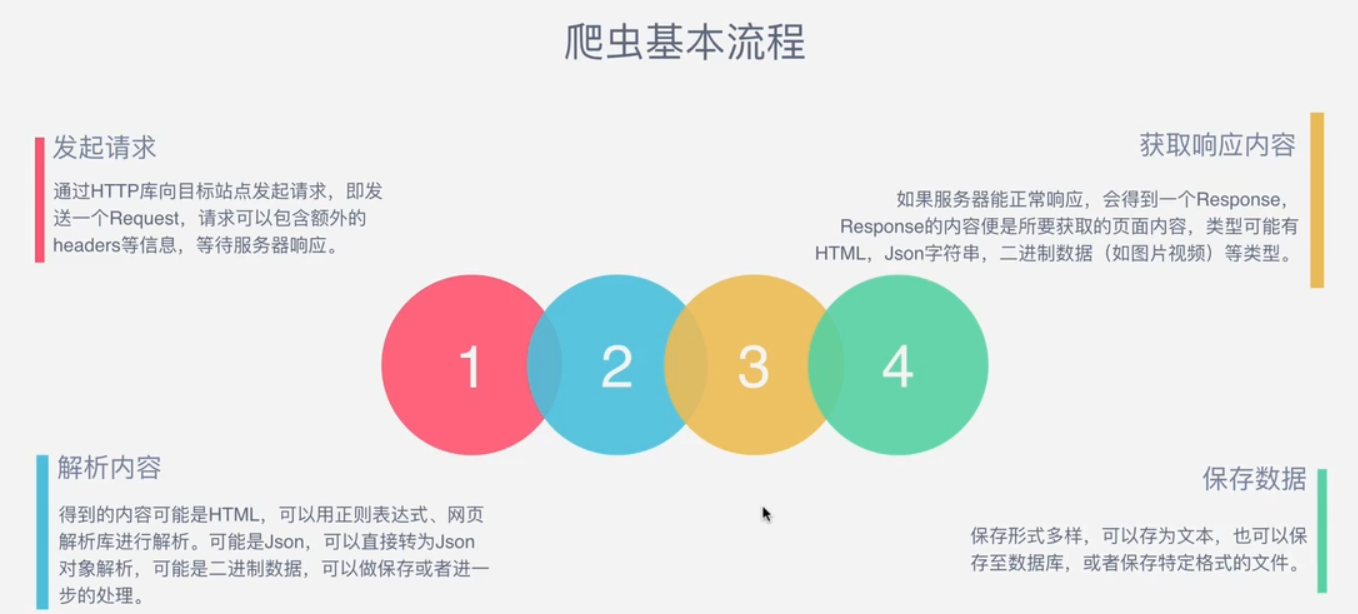 爬虫基本流程
发起请求
通过HTTP库向目标站点发起请求，即发
送一个Request，请求可以包含额外的
headers等信息，等待服务器响应。
获取响应内容
如果服务器能正常响应，会得到一个Response，
Response的内容便是所要获取的页面内容，类型可能有
HTML，Json字符串，二进制数据（如图片视频）等类型。
1
2
3
4
解析内容
得到的内容可能是HTML，可以用正则表达式、网页
解析库进行解析。可能是Json，可以直接转为Json
对象解析，可能是二进制数据，可以做保存或者进一
步的处理。
保存数据
保存形式多样，可以存为文本，也可以保
存至数据库，或者保存特定格式的文件。